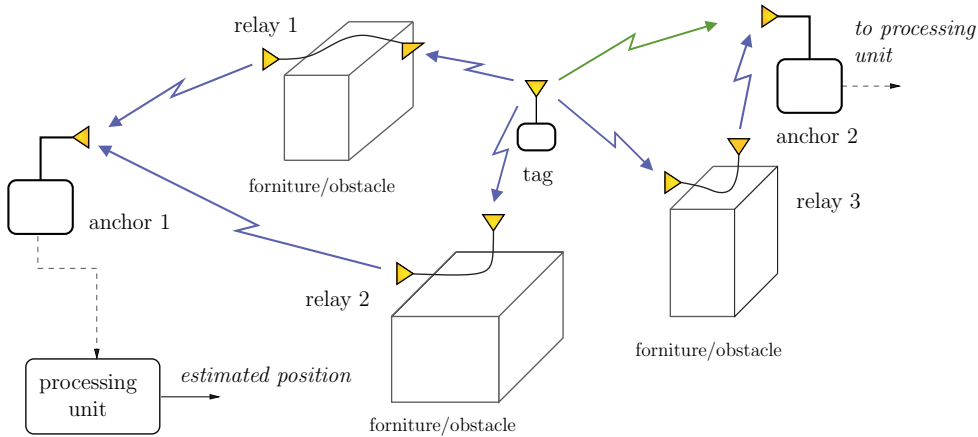 relay 1
to processing
unit
anchor 2
tag
forniture/obstacle
relay 3
anchor 1
relay 2
forniture/obstacle
estimated position
processing
unit
forniture/obstacle